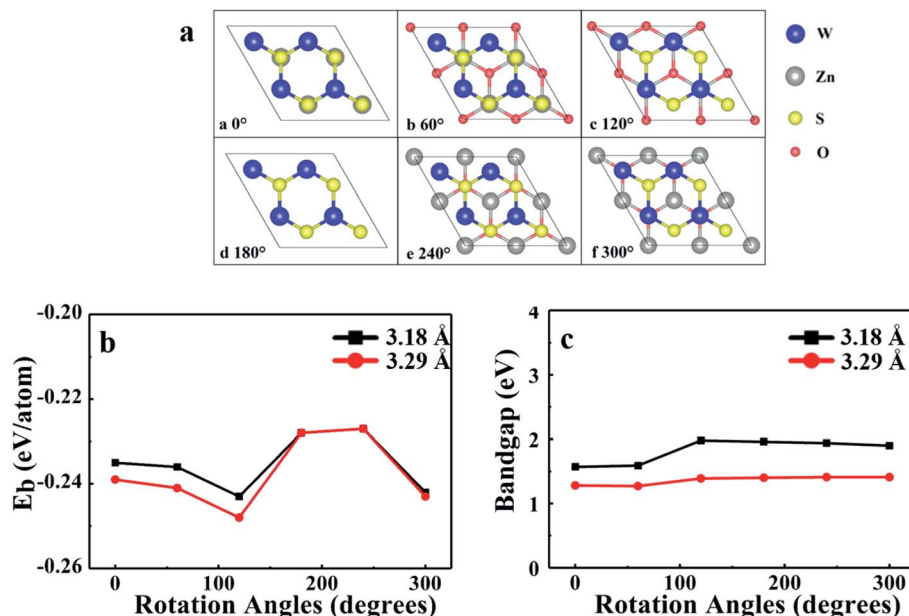 a
W
Zn
S
O
a 0°
b 60°
c 120°
d 180°
e 240°
f 300°
b
3.18 Å
3.29 Å
-0.20
-0.22
-0.24
-0.26
Eb (eV/atom)
0
100
200
300
Rotation Angles (degrees)
c
3.18 Å
3.29 Å
4
3
2
1
0
Bandgap (eV)
0
100
200
300
Rotation Angles (degrees)